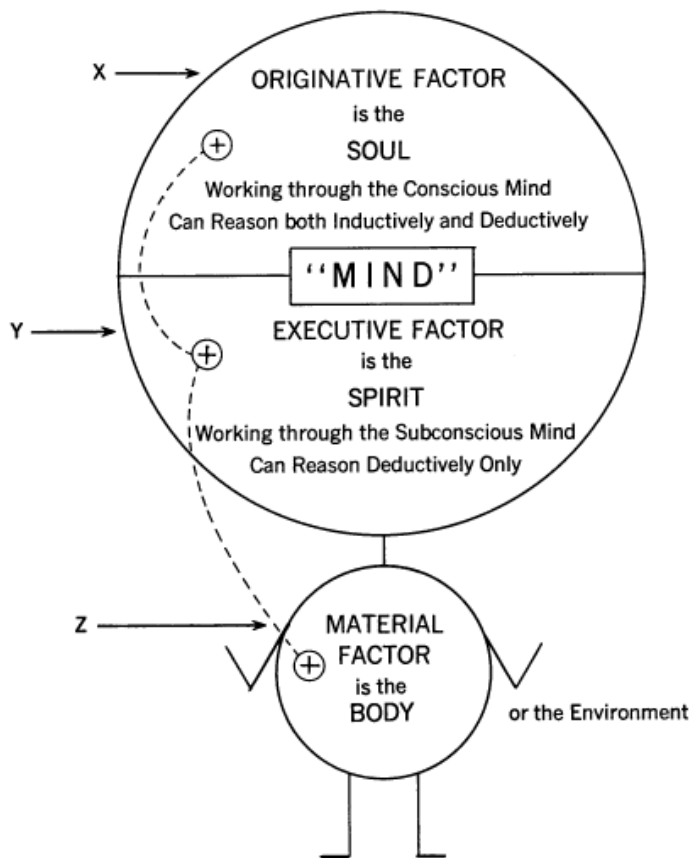 X
ORIGINATIVE FACTOR
is the
SOUL
Working through the Conscious Mind
Can Reason both Inductively and Deductively
"MIND"
Y
EXECUTIVE FACTOR
is the
SPIRIT
Working through the Subconscious Mind
Can Reason Deductively Only
Z
MATERIAL
FACTOR
is the
BODY
or the Environment